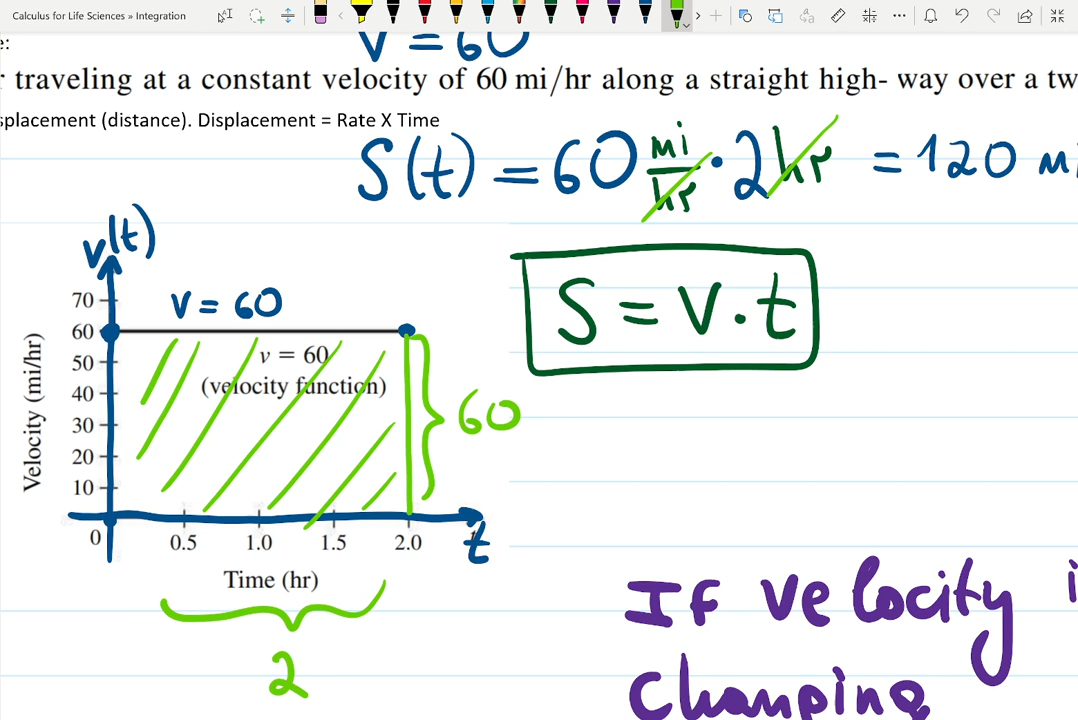 Calculus for Life Sciences » Integration
e:
V = 60
r traveling at a constant velocity of 60 mi/hr along a straight high- way over a tw
splacement (distance). Displacement = Rate X Time
S(t) = 60 mi/hr · 2hr = 120 mi
v(t)
S = V · t
V = 60
v = 60
(velocity function)
70
60
50
40
30
20
10
0
Velocity (mi/hr)
60
0.5 1.0 1.5 2.0
t
Time (hr)
2
If velocity i
changing